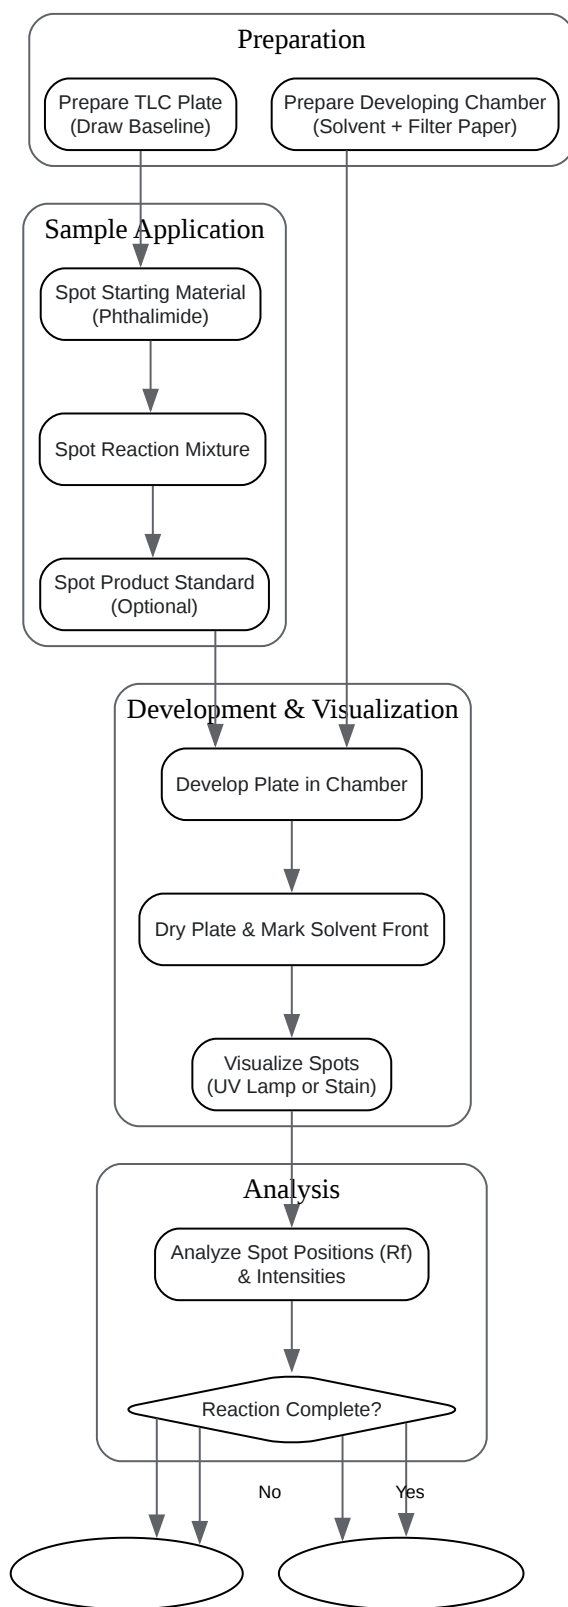 Preparation
Prepare TLC Plate
(Draw Baseline)
Prepare Developing Chamber
(Solvent + Filter Paper)
Sample Application
Spot Starting Material
(Phthalimide)
Spot Reaction Mixture
Spot Product Standard
(Optional)
Development & Visualization
Develop Plate in Chamber
Dry Plate & Mark Solvent Front
Visualize Spots
(UV Lamp or Stain)
Analysis
Analyze Spot Positions (Rf)
& Intensities
Reaction Complete?
No
Yes